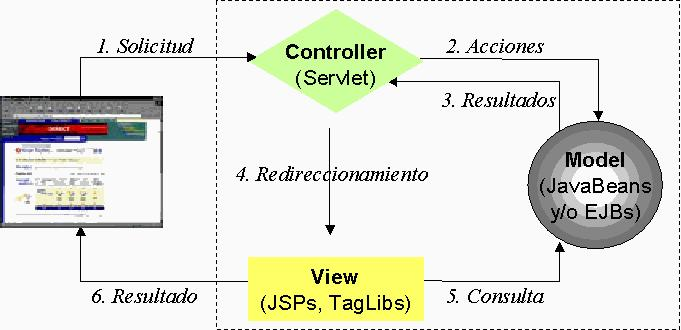 1. Solicitud
Controller
(Servlet)
2. Acciones
3. Resultados
DIRECT
4. Redireccionamiento
Model
(JavaBeans
y/o EJBs)
View
(JSPs, TagLibs)
5. Consulta
6. Resultado